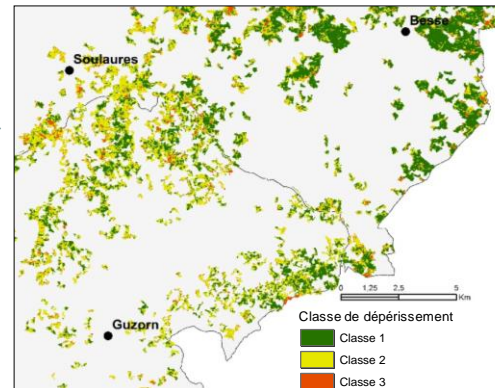 Besse
Soulaures
0 1,25 2,5 5
Km
Classe de dépérissement
Guzorn
Classe 1
Classe 2
Classe 3